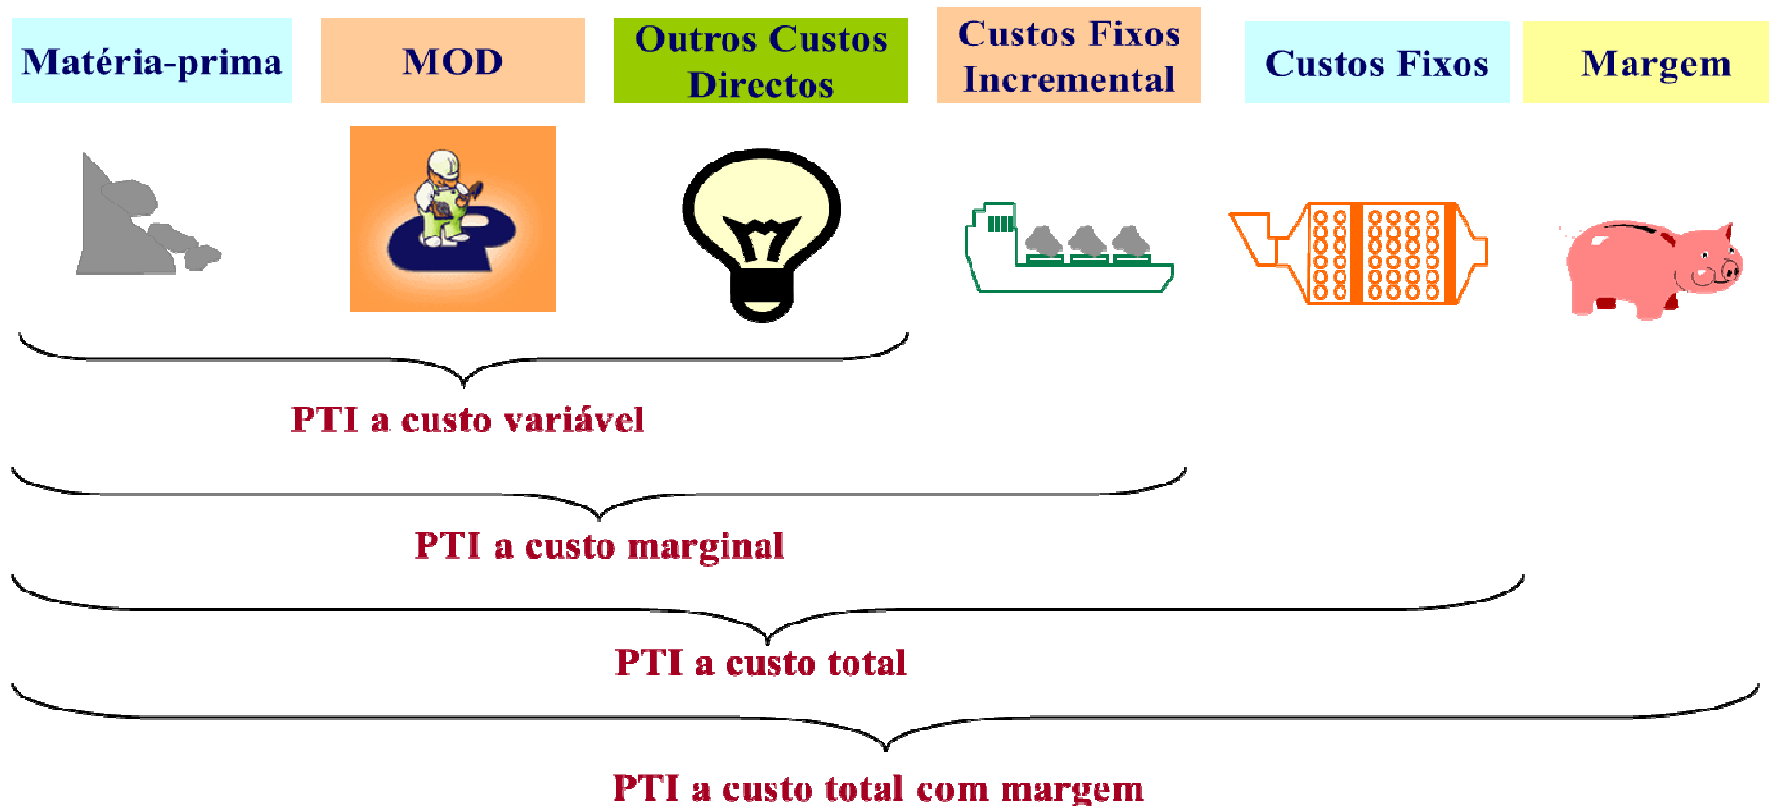 Matéria-prima
MOD
Outros Custos
Directos
Custos Fixos
Incremental
Custos Fixos
Margem
PTI a custo variável
PTI a custo marginal
PTI a custo total
PTI a custo total com margem